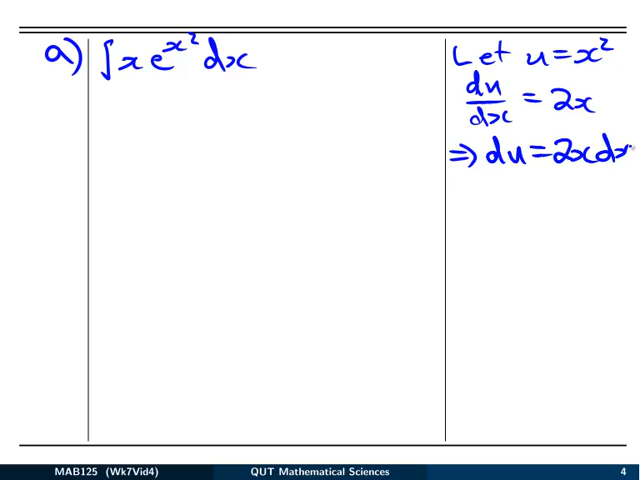 a) ∫ x e^{x²} dx
Let u = x²
du/dx = 2x
⇒ du = 2x dx
MAB125 (Wk7Vid4) QUT Mathematical Sciences 4